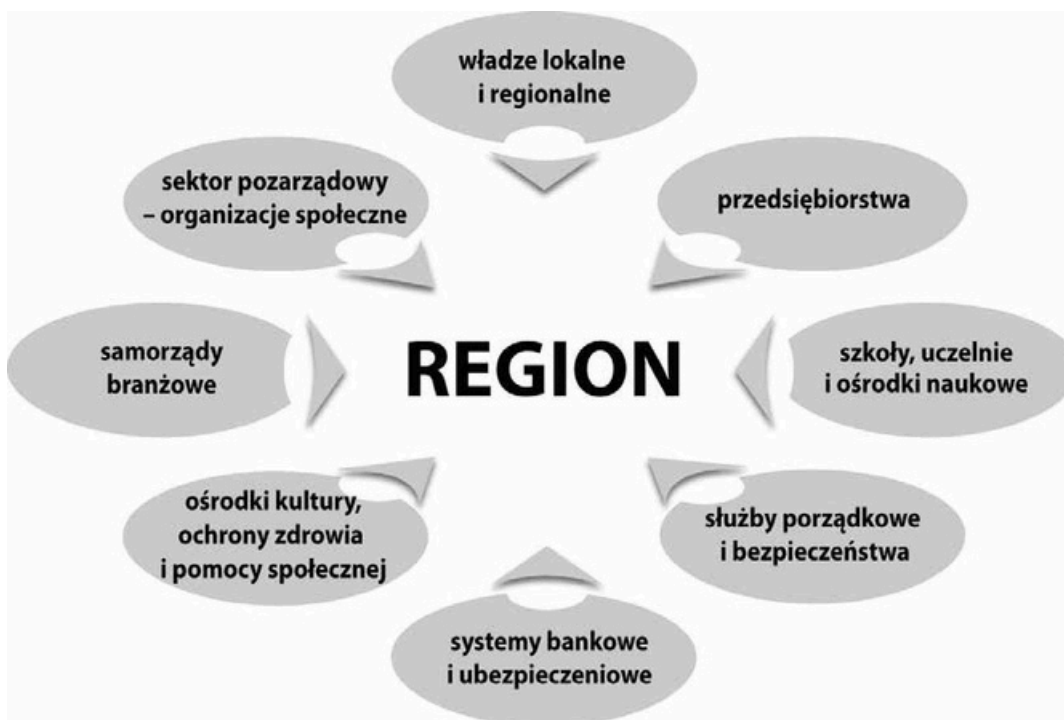 władze lokalne
i regionalne
sektor pozarządowy
– organizacje społeczne
przedsiębiorstwa
samorządy
branżowe
REGION
szkoły, uczelnie
i ośrodki naukowe
ośrodki kultury,
ochrony zdrowia
i pomocy społecznej
służby porządkowe
i bezpieczeństwa
systemy bankowe
i ubezpieczeniowe